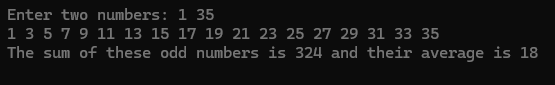 Enter two numbers: 1 35
1 3 5 7 9 11 13 15 17 19 21 23 25 27 29 31 33 35
The sum of these odd numbers is 324 and their average is 18